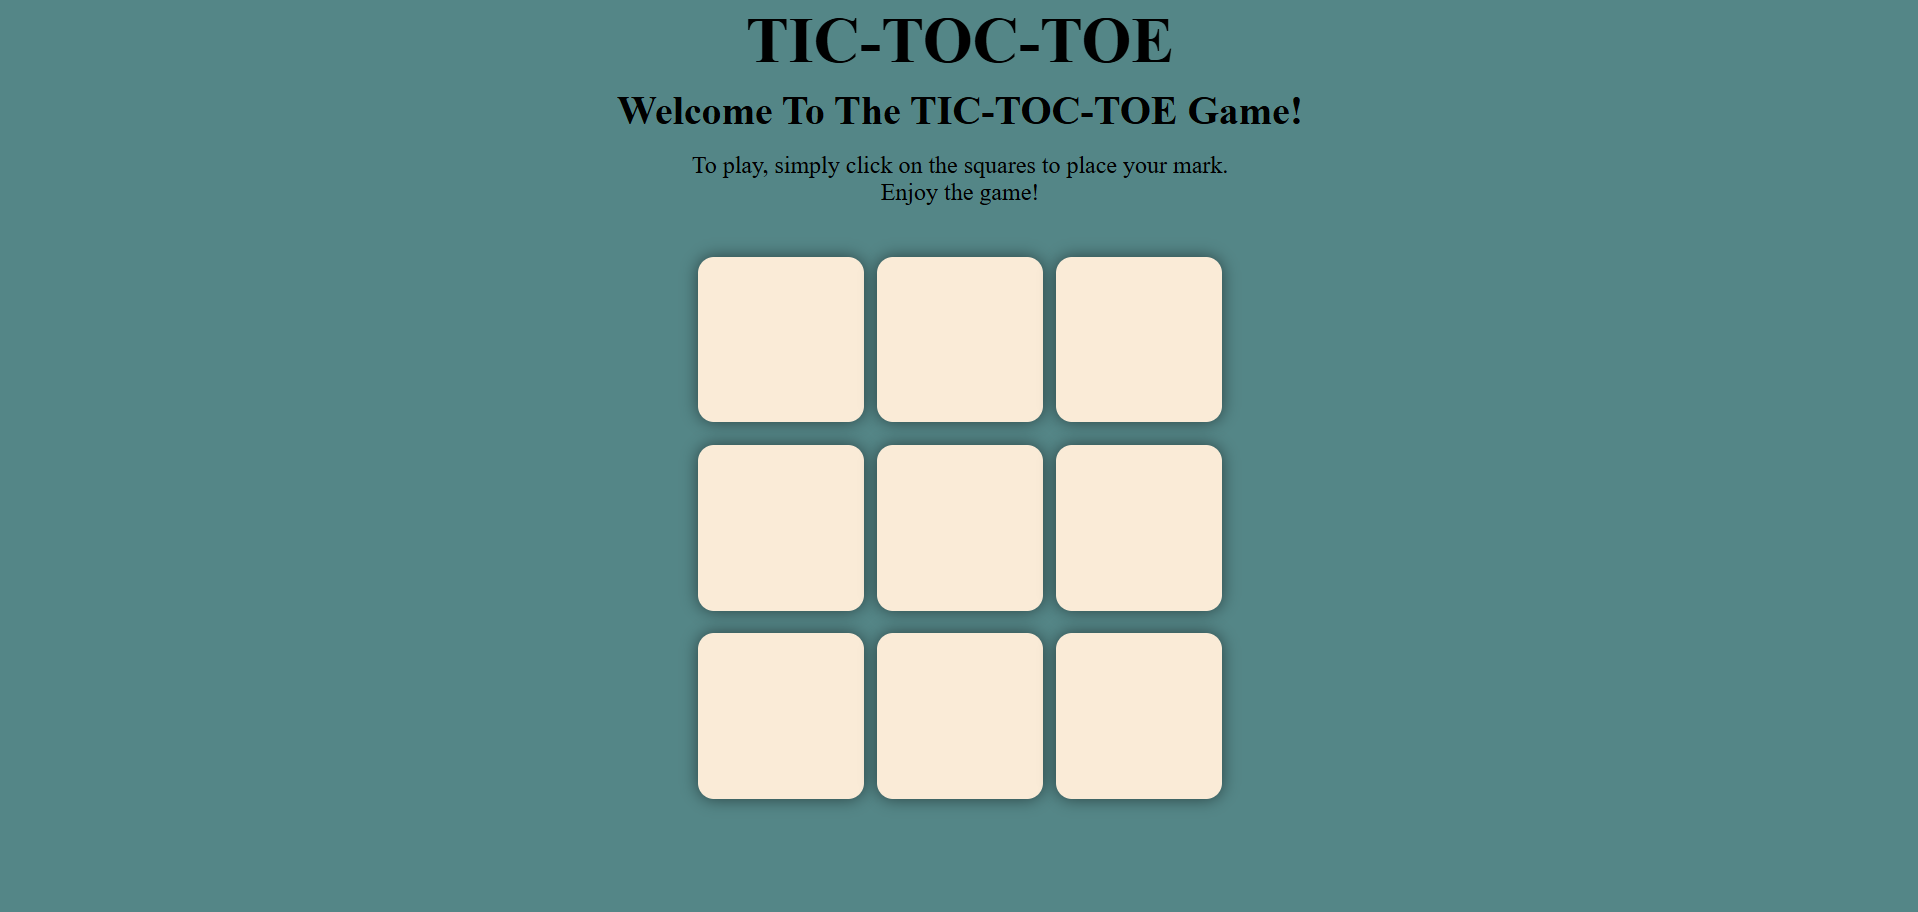 TIC-TOC-TOE
Welcome To The TIC-TOC-TOE Game!
To play, simply click on the squares to place your mark.
Enjoy the game!